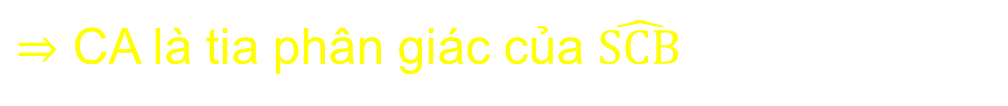 ⇒ CA là tia phân giác của \widehat{SCB}